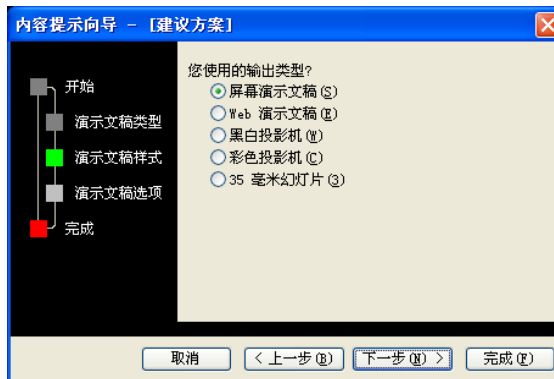 内容提示向导 - [建议方案]
开始
演示文稿类型
演示文稿样式
演示文稿选项
完成
您使用的输出类型?
屏幕演示文稿(S)
Web 演示文稿(E)
黑白投影机(W)
彩色投影机(C)
35 毫米幻灯片(3)
取消
< 上一步(B)
下一步(N) >
完成(F)